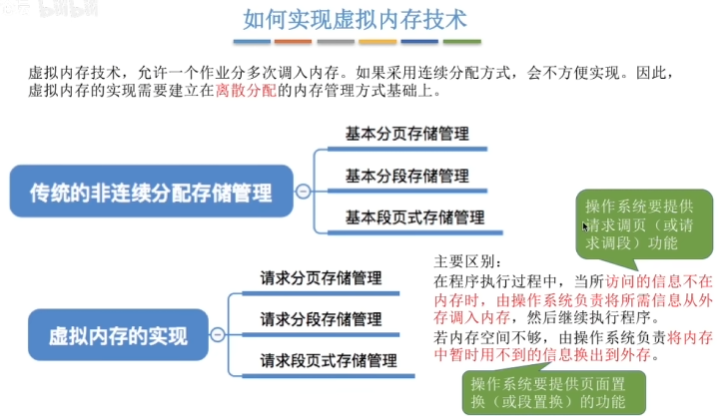 bilibili
如何实现虚拟内存技术
虚拟内存技术，允许一个作业分多次调入内存。如果采用连续分配方式，会不方便实现。因此，
虚拟内存的实现需要建立在离散分配的内存管理方式基础上。
传统的非连续分配存储管理
基本分页存储管理
基本分段存储管理
基本段页式存储管理
操作系统要提供
请求调页（或请
求调段）功能
虚拟内存的实现
请求分页存储管理
请求分段存储管理
请求段页式存储管理
主要区别：
在程序执行过程中，当所访问的信息不在
内存时，由操作系统负责将所需信息从外
存调入内存，然后继续执行程序。
若内存空间不够，由操作系统负责将内存
中暂时用不到的信息换出到外存。
操作系统要提供页面置
换（或段置换）的功能